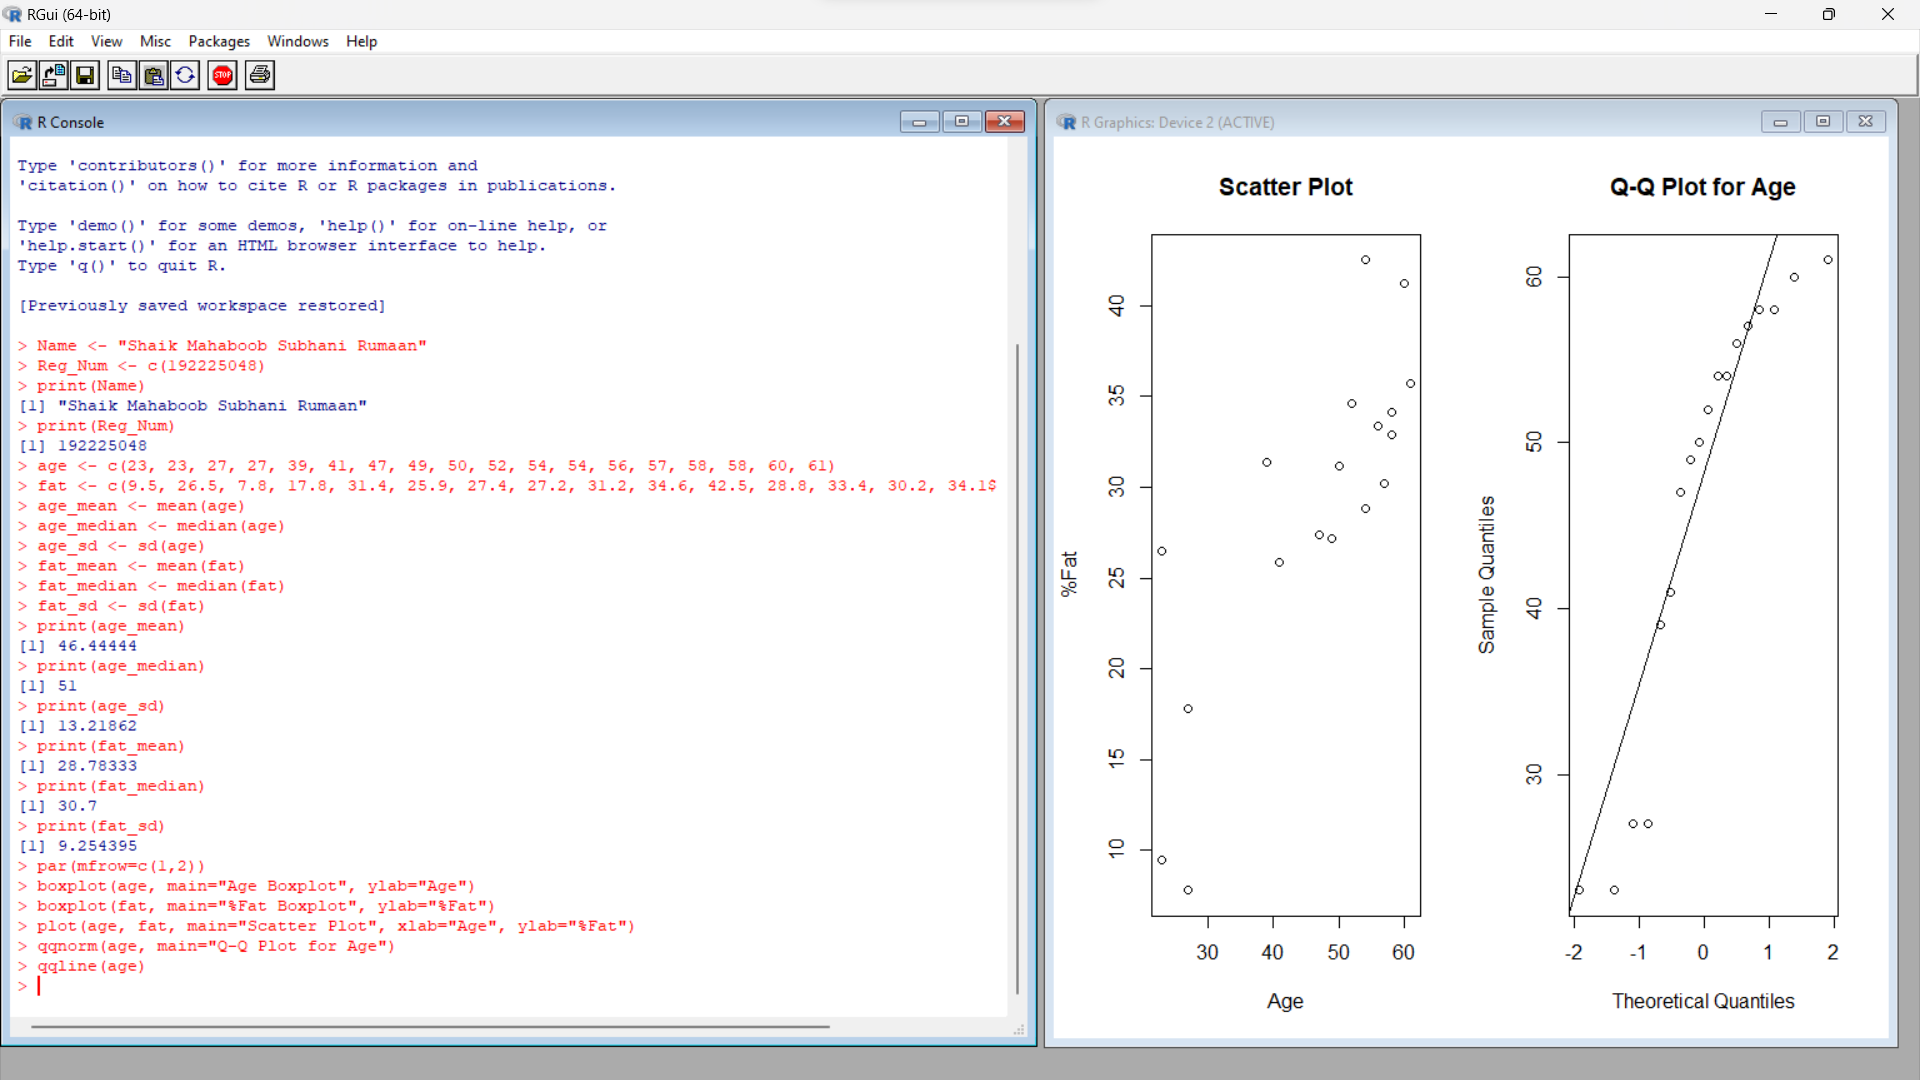 RGui (64-bit)
File Edit View Misc Packages Windows Help
STOP
R Console
Type 'contributors()' for more information and
'citation()' on how to cite R or R packages in publications.
Type 'demo()' for some demos, 'help()' for on-line help, or
'help.start()' for an HTML browser interface to help.
Type 'q()' to quit R.
[Previously saved workspace restored]
> Name <- "Shaik Mahaboob Subhani Rumaan"
> Reg_Num <- c(192225048)
> print(Name)
[1] "Shaik Mahaboob Subhani Rumaan"
> print(Reg_Num)
[1] 192225048
> age <- c(23, 23, 27, 27, 39, 41, 47, 49, 50, 52, 54, 54, 56, 57, 58, 58, 60, 61)
> fat <- c(9.5, 26.5, 7.8, 17.8, 31.4, 25.9, 27.4, 27.2, 31.2, 34.6, 42.5, 28.8, 33.4, 30.2, 34.1$
> age_mean <- mean(age)
> age_median <- median(age)
> age_sd <- sd(age)
> fat_mean <- mean(fat)
> fat_median <- median(fat)
> fat_sd <- sd(fat)
> print(age_mean)
[1] 46.44444
> print(age_median)
[1] 51
> print(age_sd)
[1] 13.21862
> print(fat_mean)
[1] 28.78333
> print(fat_median)
[1] 30.7
> print(fat_sd)
[1] 9.254395
> par(mfrow=c(1,2))
> boxplot(age, main="Age Boxplot", ylab="Age")
> boxplot(fat, main="%Fat Boxplot", ylab="%Fat")
> plot(age, fat, main="Scatter Plot", xlab="Age", ylab="%Fat")
> qqnorm(age, main="Q-Q Plot for Age")
> qqline(age)
>
R Graphics: Device 2 (ACTIVE)
Scatter Plot
%Fat
40
35
30
25
20
15
10
30 40 50 60
Age
Q-Q Plot for Age
Sample Quantiles
60
50
40
30
-2 -1 0 1 2
Theoretical Quantiles